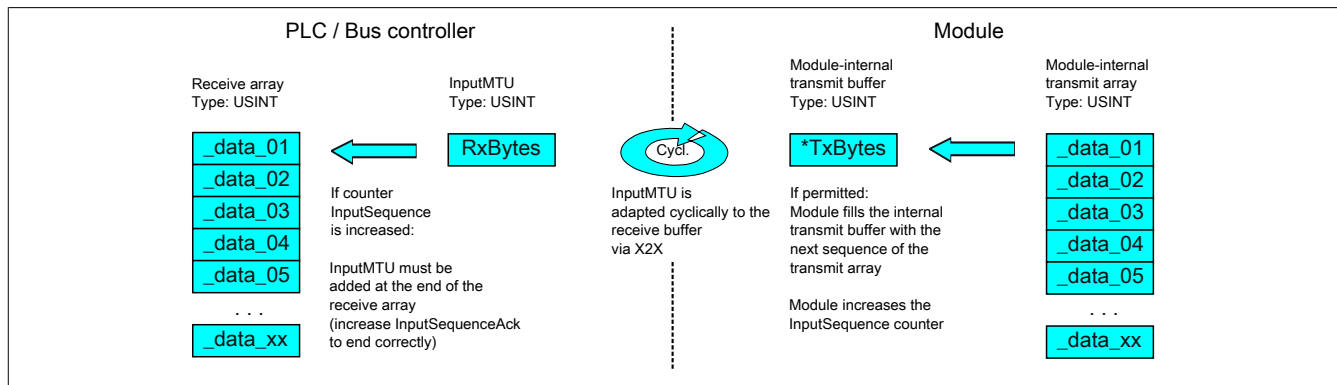 PLC / Bus controller
Module
Receive array
Type: USINT
InputMTU
Type: USINT
Module-internal
transmit buffer
Type: USINT
Module-internal
transmit array
Type: USINT
_data_01
_data_02
_data_03
_data_04
_data_05
. . .
_data_xx
RxBytes
If counter
InputSequence
is increased:
InputMTU must be
added at the end of the
receive array
(increase InputSequenceAck
to end correctly)
Cycl.
InputMTU is
adapted cyclically to the
receive buffer
via X2X
*TxBytes
If permitted:
Module fills the internal
transmit buffer with the
next sequence of the
transmit array
Module increases the
InputSequence counter
_data_01
_data_02
_data_03
_data_04
_data_05
. . .
_data_xx